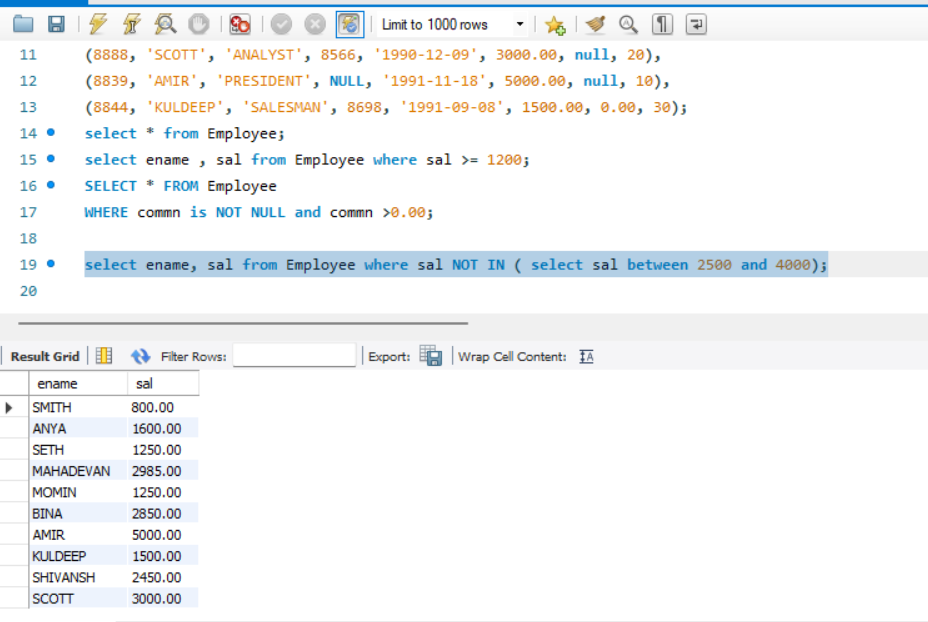 Limit to 1000 rows
11 (8888, 'SCOTT', 'ANALYST', 8566, '1990-12-09', 3000.00, null, 20),
12 (8839, 'AMIR', 'PRESIDENT', NULL, '1991-11-18', 5000.00, null, 10),
13 (8844, 'KULDEEP', 'SALESMAN', 8698, '1991-09-08', 1500.00, 0.00, 30);
14 select * from Employee;
15 select ename , sal from Employee where sal >= 1200;
16 SELECT * FROM Employee
17 WHERE commn is NOT NULL and commn >0.00;
18
19 select ename, sal from Employee where sal NOT IN ( select sal between 2500 and 4000);
20
Result Grid Filter Rows: Export: Wrap Cell Content: IA
ename sal
SMITH 800.00
ANYA 1600.00
SETH 1250.00
MAHADEVAN 2985.00
MOMIN 1250.00
BINA 2850.00
AMIR 5000.00
KULDEEP 1500.00
SHIVANSH 2450.00
SCOTT 3000.00